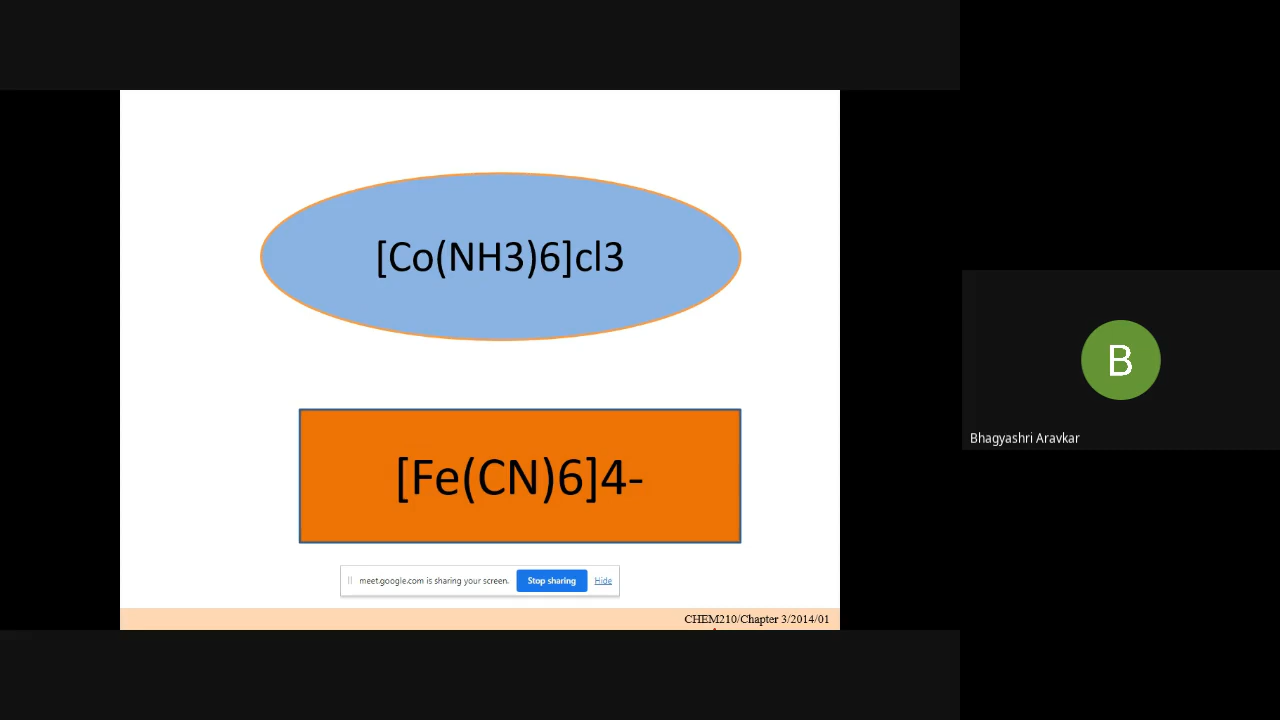 [Co(NH3)6]cl3
[Fe(CN)6]4-
meet.google.com is sharing your screen. Stop sharing Hide
CHEM210/Chapter 3/2014/01
B
Bhagyashri Aravkar